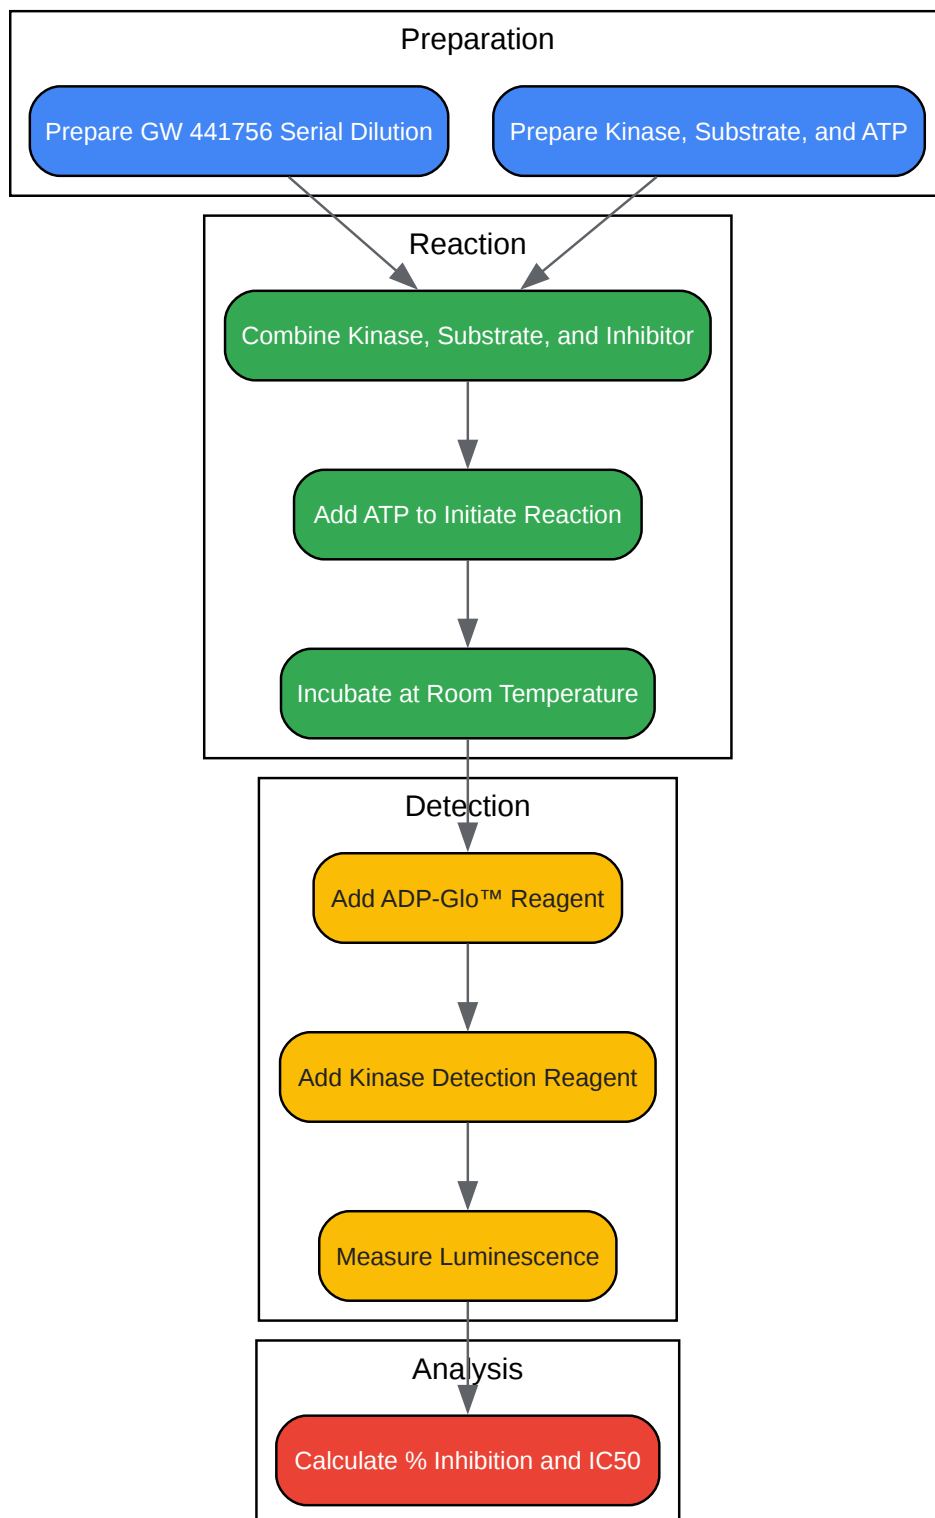 Preparation
Prepare GW 441756 Serial Dilution
Prepare Kinase, Substrate, and ATP
Reaction
Combine Kinase, Substrate, and Inhibitor
Add ATP to Initiate Reaction
Incubate at Room Temperature
Detection
Add ADP-Glo™ Reagent
Add Kinase Detection Reagent
Measure Luminescence
Analysis
Calculate % Inhibition and IC50